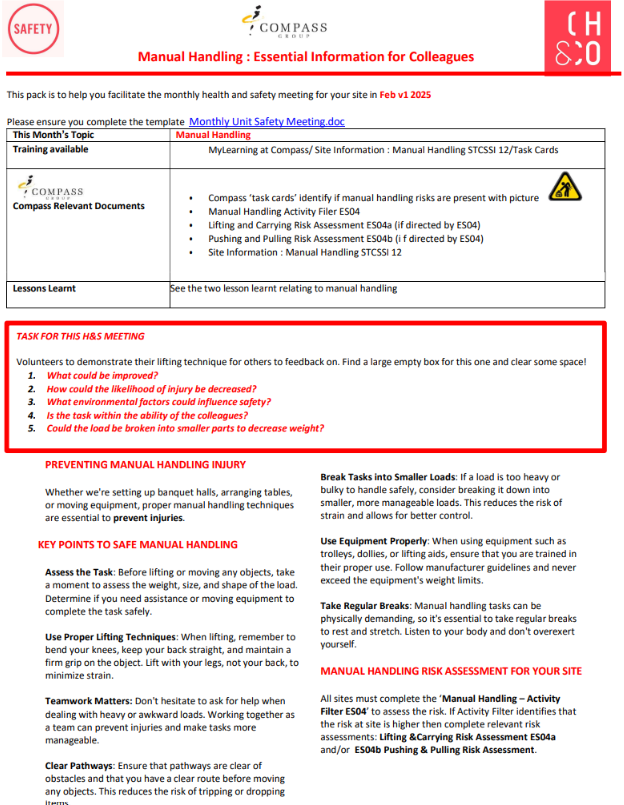 SAFETY
COMPASS
GROUP
CH
&CO
Manual Handling : Essential Information for Colleagues
This pack is to help you facilitate the monthly health and safety meeting for your site in Feb v1 2025
Please ensure you complete the template Monthly Unit Safety Meeting.doc
This Month's Topic
Manual Handling
Training available
MyLearning at Compass/ Site Information : Manual Handling STCSSI 12/Task Cards
COMPASS
GROUP
Compass Relevant Documents
• Compass 'task cards' identify if manual handling risks are present with picture
• Manual Handling Activity Filer ES04
• Lifting and Carrying Risk Assessment ES04a (if directed by ES04)
• Pushing and Pulling Risk Assessment ES04b (i f directed by ES04)
• Site Information : Manual Handling STCSSI 12
Lessons Learnt
See the two lesson learnt relating to manual handling
TASK FOR THIS H&S MEETING
Volunteers to demonstrate their lifting technique for others to feedback on. Find a large empty box for this one and clear some space!
1. What could be improved?
2. How could the likelihood of injury be decreased?
3. What environmental factors could influence safety?
4. Is the task within the ability of the colleagues?
5. Could the load be broken into smaller parts to decrease weight?
PREVENTING MANUAL HANDLING INJURY
Whether we're setting up banquet halls, arranging tables,
or moving equipment, proper manual handling techniques
are essential to prevent injuries.
KEY POINTS TO SAFE MANUAL HANDLING
Assess the Task: Before lifting or moving any objects, take
a moment to assess the weight, size, and shape of the load.
Determine if you need assistance or moving equipment to
complete the task safely.
Use Proper Lifting Techniques: When lifting, remember to
bend your knees, keep your back straight, and maintain a
firm grip on the object. Lift with your legs, not your back, to
minimize strain.
Teamwork Matters: Don't hesitate to ask for help when
dealing with heavy or awkward loads. Working together as
a team can prevent injuries and make tasks more
manageable.
Clear Pathways: Ensure that pathways are clear of
obstacles and that you have a clear route before moving
any objects. This reduces the risk of tripping or dropping
items.
Break Tasks into Smaller Loads: If a load is too heavy or
bulky to handle safely, consider breaking it down into
smaller, more manageable loads. This reduces the risk of
strain and allows for better control.
Use Equipment Properly: When using equipment such as
trolleys, dollies, or lifting aids, ensure that you are trained in
their proper use. Follow manufacturer guidelines and never
exceed the equipment's weight limits.
Take Regular Breaks: Manual handling tasks can be
physically demanding, so it's essential to take regular breaks
to rest and stretch. Listen to your body and don't overexert
yourself.
MANUAL HANDLING RISK ASSESSMENT FOR YOUR SITE
All sites must complete the 'Manual Handling – Activity
Filter ES04' to assess the risk. If Activity Filter identifies that
the risk at site is higher then complete relevant risk
assessments: Lifting &Carrying Risk Assessment ES04a
and/or ES04b Pushing & Pulling Risk Assessment.